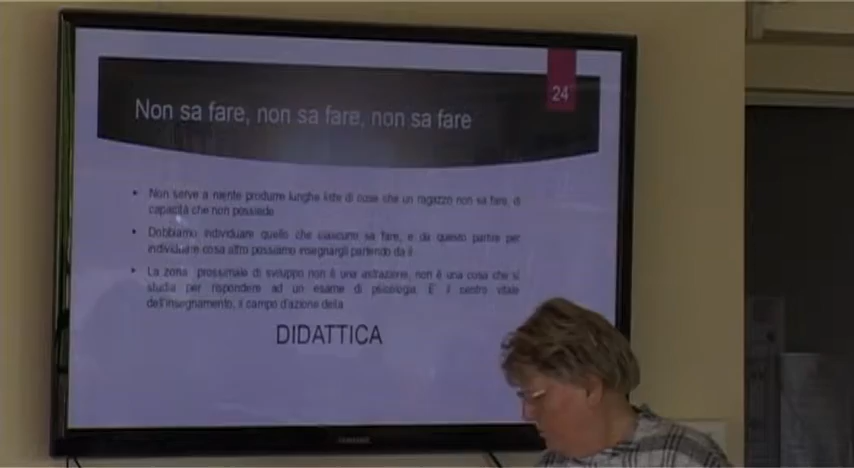 24
Non sa fare, non sa fare, non sa fare
• Non serve a niente produrre lunghe liste di cose che un ragazzo non sa fare, di
capacità che non possiede
• Dobbiamo individuare quello che ciascuno sa fare, e da questo partire per
individuare cosa altro possiamo insegnargli partendo da lì
• La zona prossimale di sviluppo non è una astrazione, non è una cosa che si
studia per rispondere ad un esame di psicologia. E' il centro vitale
dell'insegnamento, il campo d'azione della
DIDATTICA